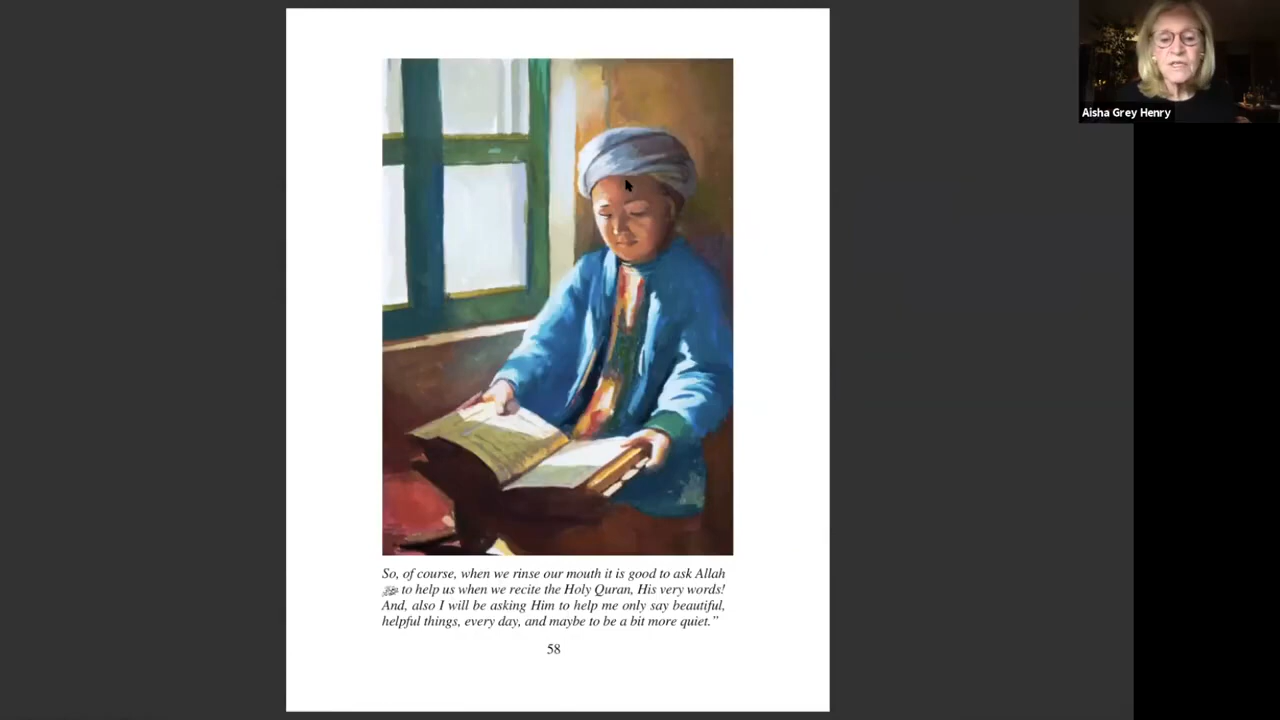 Aisha Grey Henry
So, of course, when we rinse our mouth it is good to ask Allah
ﷻ to help us when we recite the Holy Quran, His very words!
And, also I will be asking Him to help me only say beautiful,
helpful things, every day, and maybe to be a bit more quiet.”
58